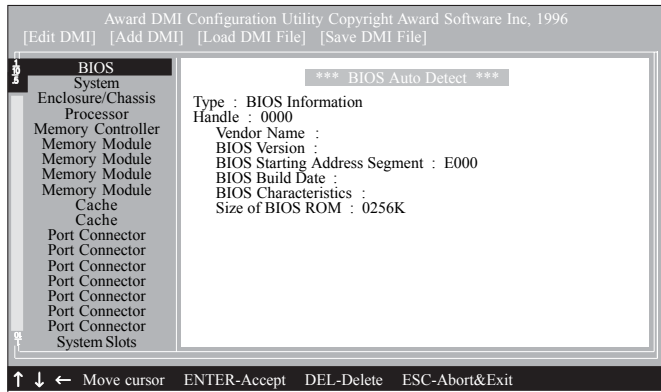 Award DMI Configuration Utility Copyright Award Software Inc, 1996
[Edit DMI] [Add DMI] [Load DMI File] [Save DMI File]
BIOS
System
Enclosure/Chassis
Processor
Memory Controller
Memory Module
Memory Module
Memory Module
Memory Module
Cache
Cache
Port Connector
Port Connector
Port Connector
Port Connector
Port Connector
Port Connector
Port Connector
System Slots
*** BIOS Auto Detect ***
Type : BIOS Information
Handle : 0000
Vendor Name :
BIOS Version :
BIOS Starting Address Segment : E000
BIOS Build Date :
BIOS Characteristics :
Size of BIOS ROM : 0256K
↑ ↓ ← Move cursor ENTER-Accept DEL-Delete ESC-Abort&Exit